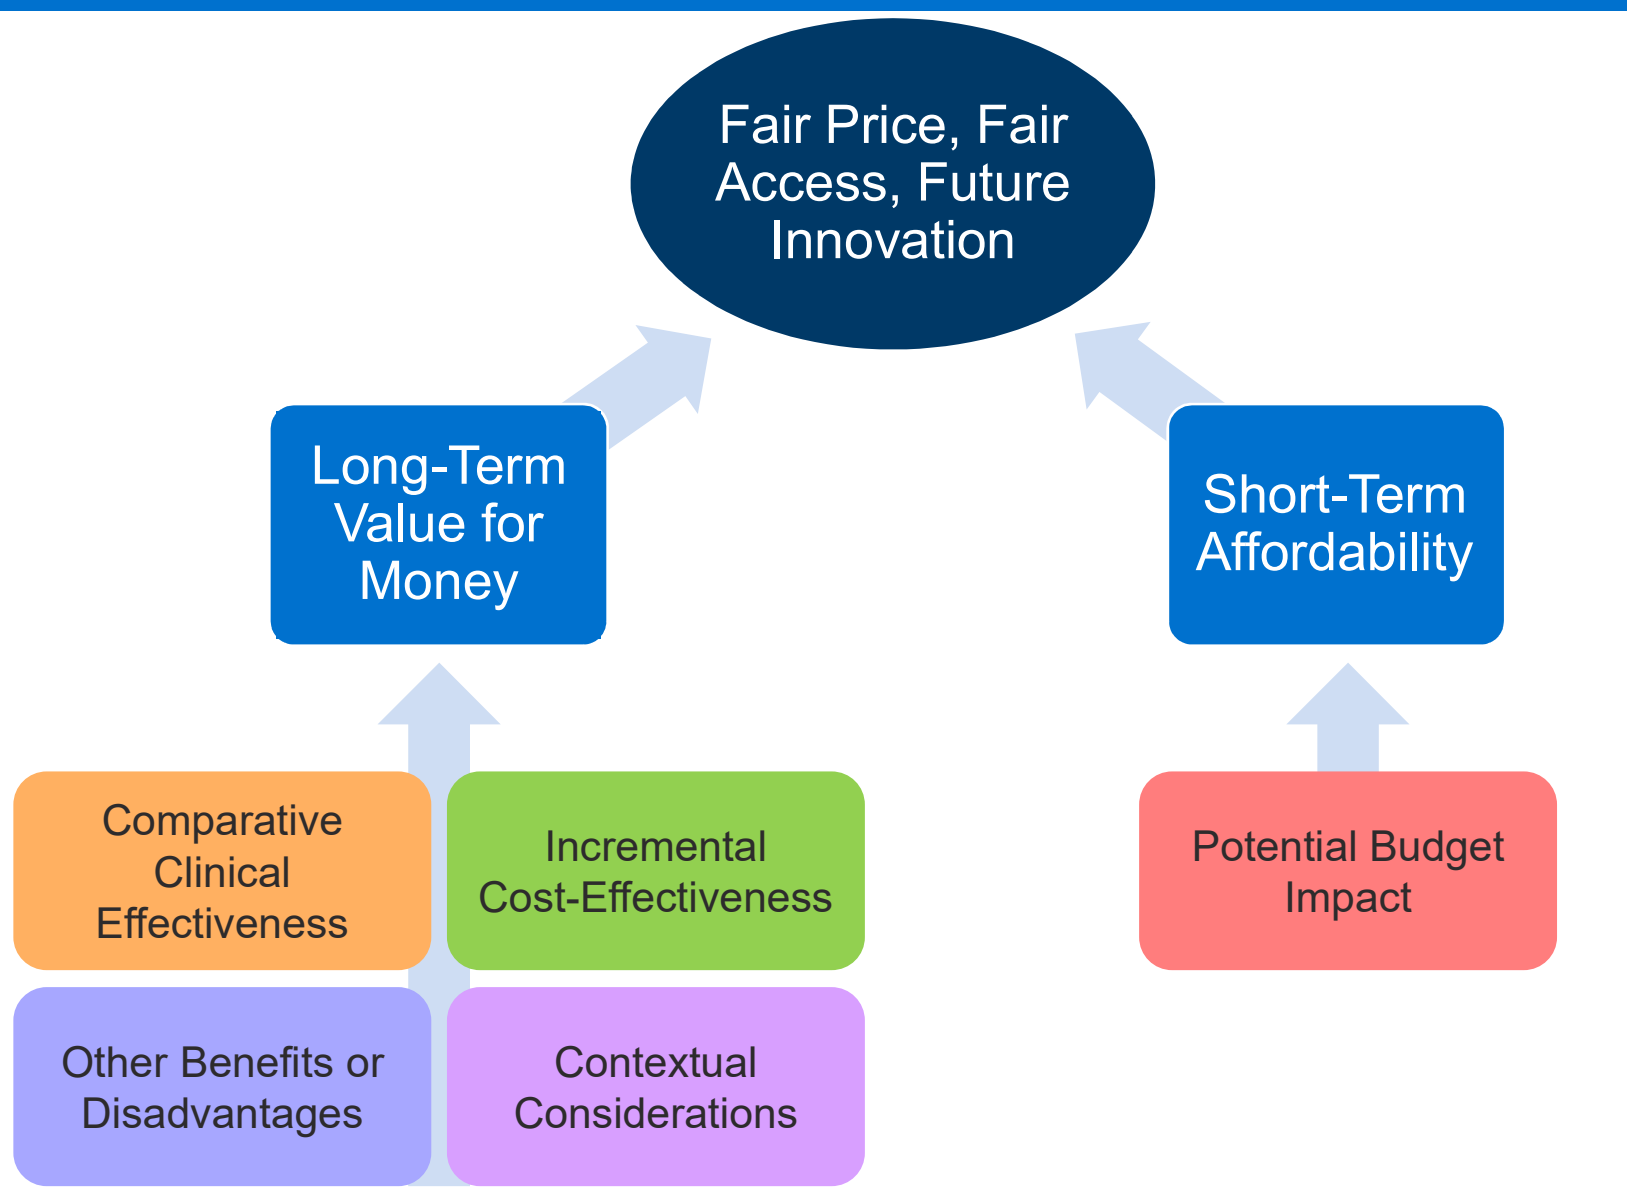 Fair Price, Fair
Access, Future
Innovation
Long-Term
Value for
Money
Short-Term
Affordability
Comparative
Clinical
Effectiveness
Incremental
Cost-Effectiveness
Potential Budget
Impact
Other Benefits or
Disadvantages
Contextual
Considerations